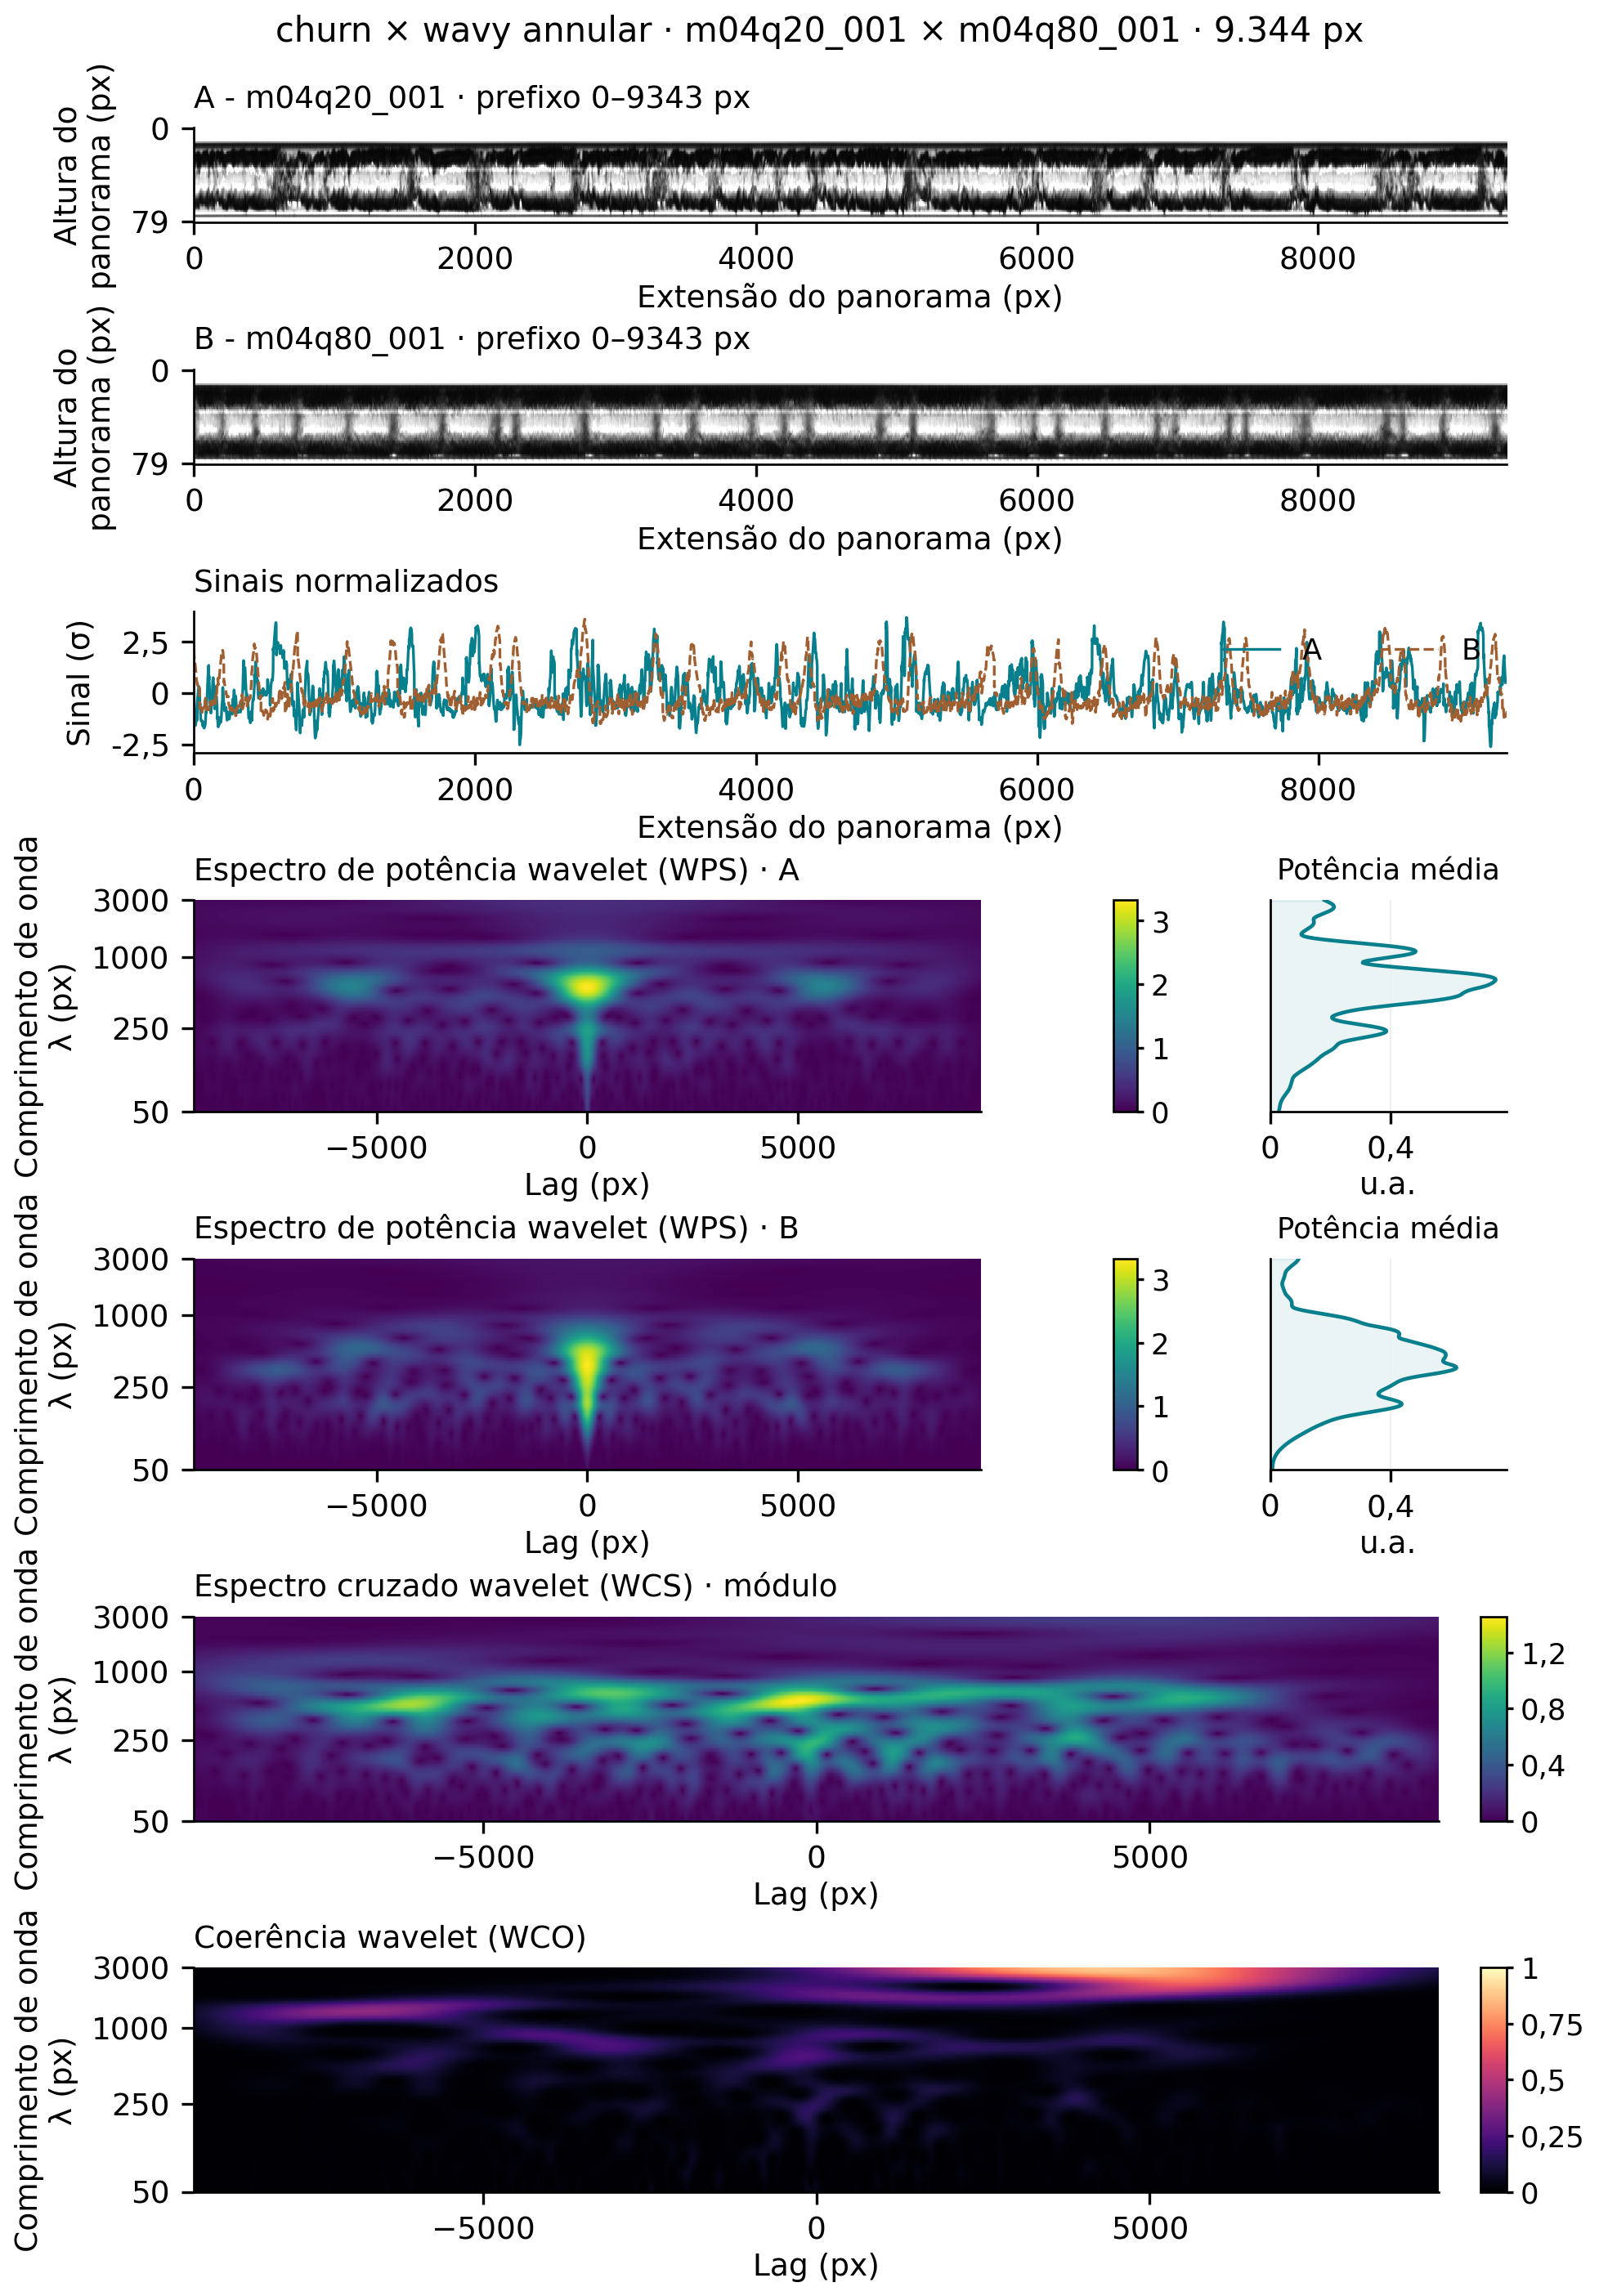 churn × wavy annular · m04q20_001 × m04q80_001 · 9.344 px
A - m04q20_001 · prefixo 0–9343 px
Altura do
panorama (px)
0
79
0 2000 4000 6000 8000
Extensão do panorama (px)
B - m04q80_001 · prefixo 0–9343 px
Altura do
panorama (px)
0
79
0 2000 4000 6000 8000
Extensão do panorama (px)
Sinais normalizados
Sinal (σ)
2,5
0
-2,5
A B
0 2000 4000 6000 8000
Extensão do panorama (px)
Espectro de potência wavelet (WPS) · A
Comprimento de onda
λ (px)
3000
1000
250
50
−5000 0 5000
Lag (px)
3
2
1
0
Potência média
0 0,4
u.a.
Espectro de potência wavelet (WPS) · B
Comprimento de onda
λ (px)
3000
1000
250
50
−5000 0 5000
Lag (px)
3
2
1
0
Potência média
0 0,4
u.a.
Espectro cruzado wavelet (WCS) · módulo
Comprimento de onda
λ (px)
3000
1000
250
50
−5000 0 5000
Lag (px)
1,2
0,8
0,4
0
Coerência wavelet (WCO)
Comprimento de onda
λ (px)
3000
1000
250
50
−5000 0 5000
Lag (px)
1
0,75
0,5
0,25
0